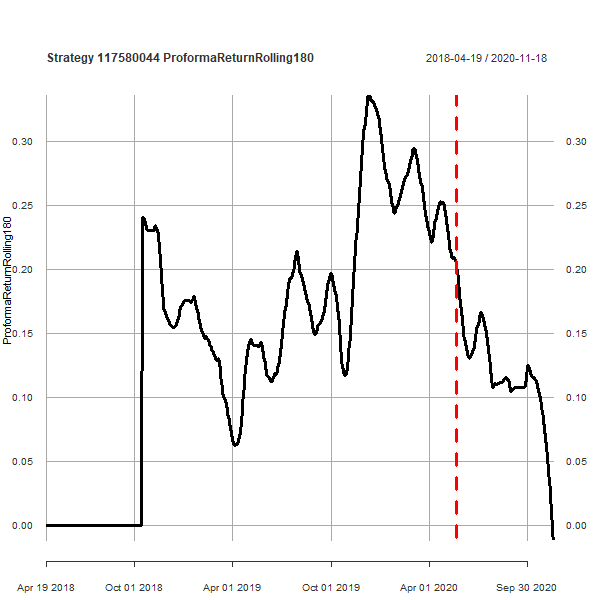 Strategy 117580044 ProformaReturnRolling180
2018-04-19 / 2020-11-18
ProformaReturnRolling180
0.30 0.30
0.25 0.25
0.20 0.20
0.15 0.15
0.10 0.10
0.05 0.05
0.00 0.00
Apr 19 2018 Oct 01 2018 Apr 01 2019 Oct 01 2019 Apr 01 2020 Sep 30 2020